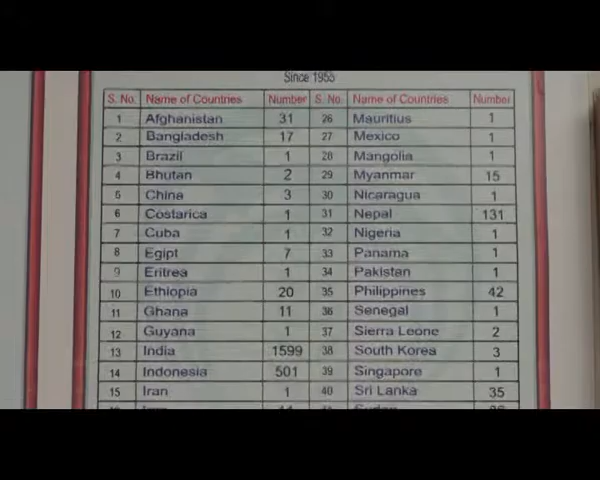 Since 1955
S. No. Name of Countries Number S. No. Name of Countries Number
1 Afghanistan 31 26 Mauritius 1
2 Bangladesh 17 27 Mexico 1
3 Brazil 1 28 Mangolia 1
4 Bhutan 2 29 Myanmar 15
5 China 3 30 Nicaragua 1
6 Costarica 1 31 Nepal 131
7 Cuba 1 32 Nigeria 1
8 Egipt 7 33 Panama 1
9 Eritrea 1 34 Pakistan 1
10 Ethiopia 20 35 Philippines 42
11 Ghana 11 36 Senegal 1
12 Guyana 1 37 Sierra Leone 2
13 India 1599 38 South Korea 3
14 Indonesia 501 39 Singapore 1
15 Iran 1 40 Sri Lanka 35